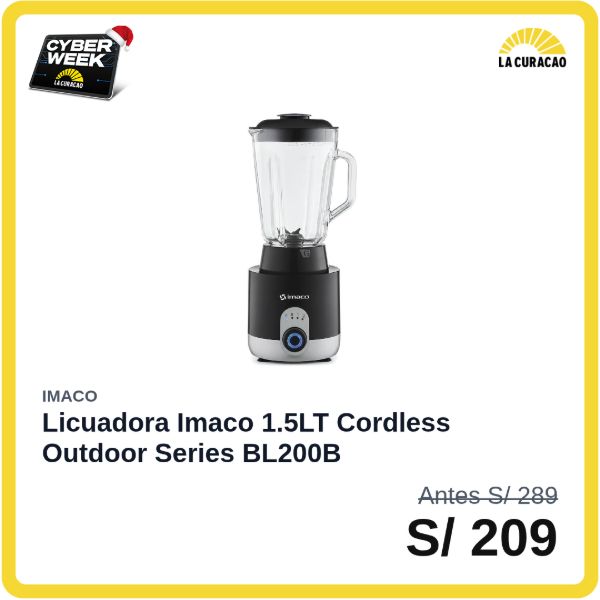 CYBER
WEEK
LA CURACAO
LA CURACAO
imaco
IMACO
Licuadora Imaco 1.5LT Cordless
Outdoor Series BL200B
Antes S/ 289
S/ 209